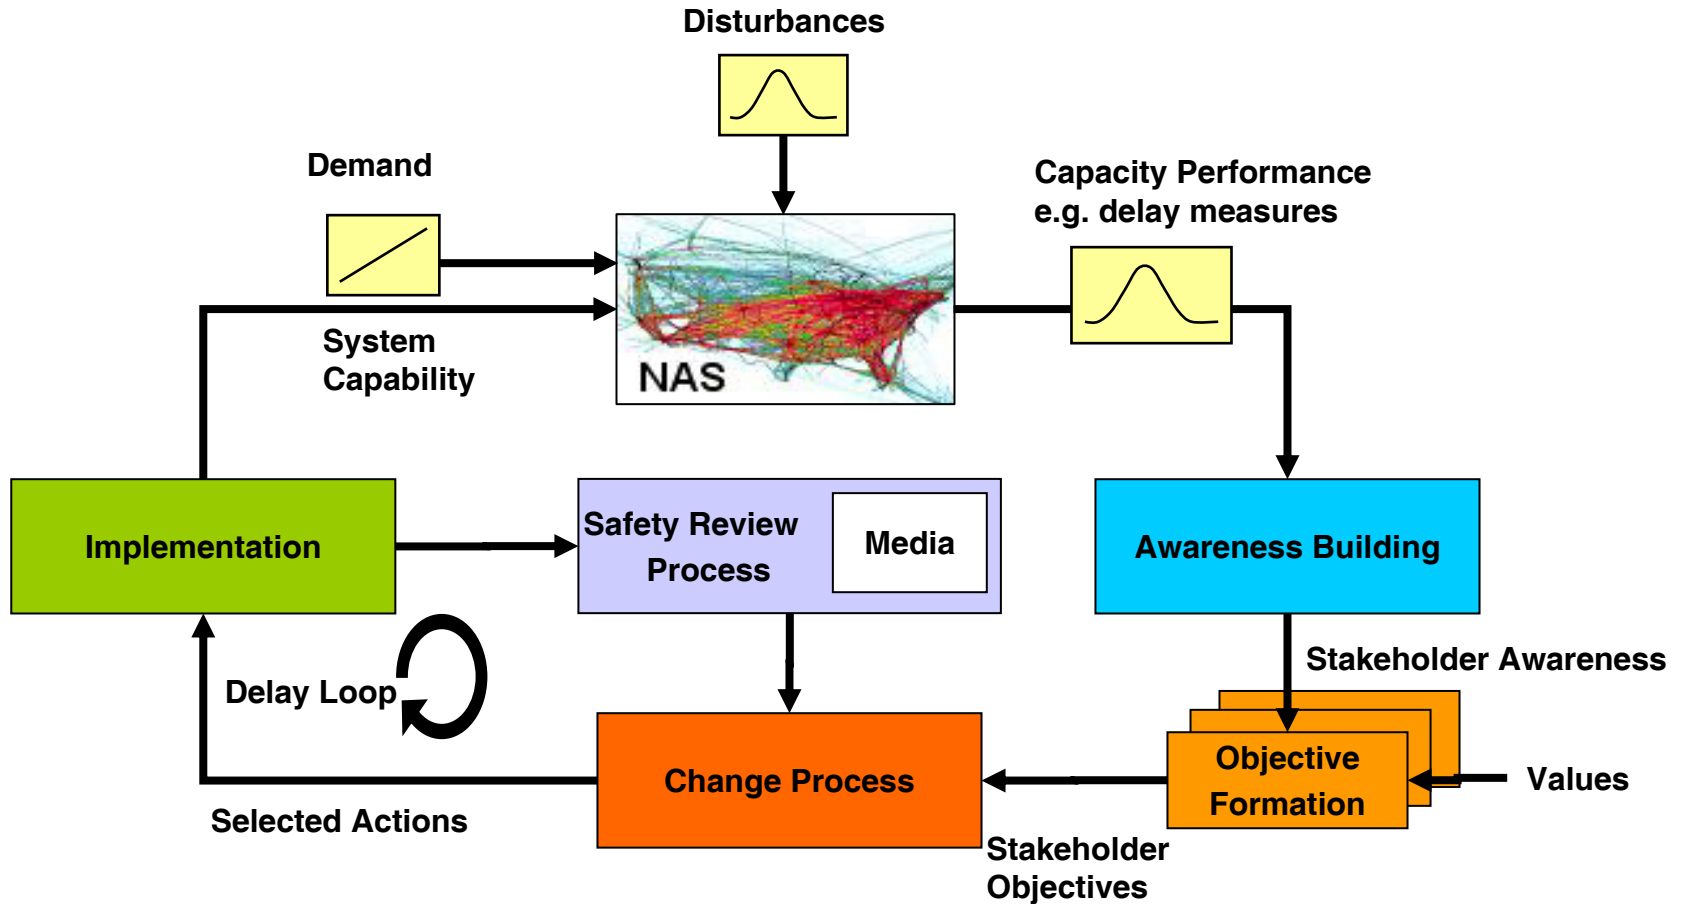 Disturbances
Demand
Capacity Performance
e.g. delay measures
System
Capability
NAS
Implementation
Safety Review
Process
Media
Awareness Building
Stakeholder Awareness
Delay Loop
Change Process
Objective
Formation
Values
Selected Actions
Stakeholder
Objectives